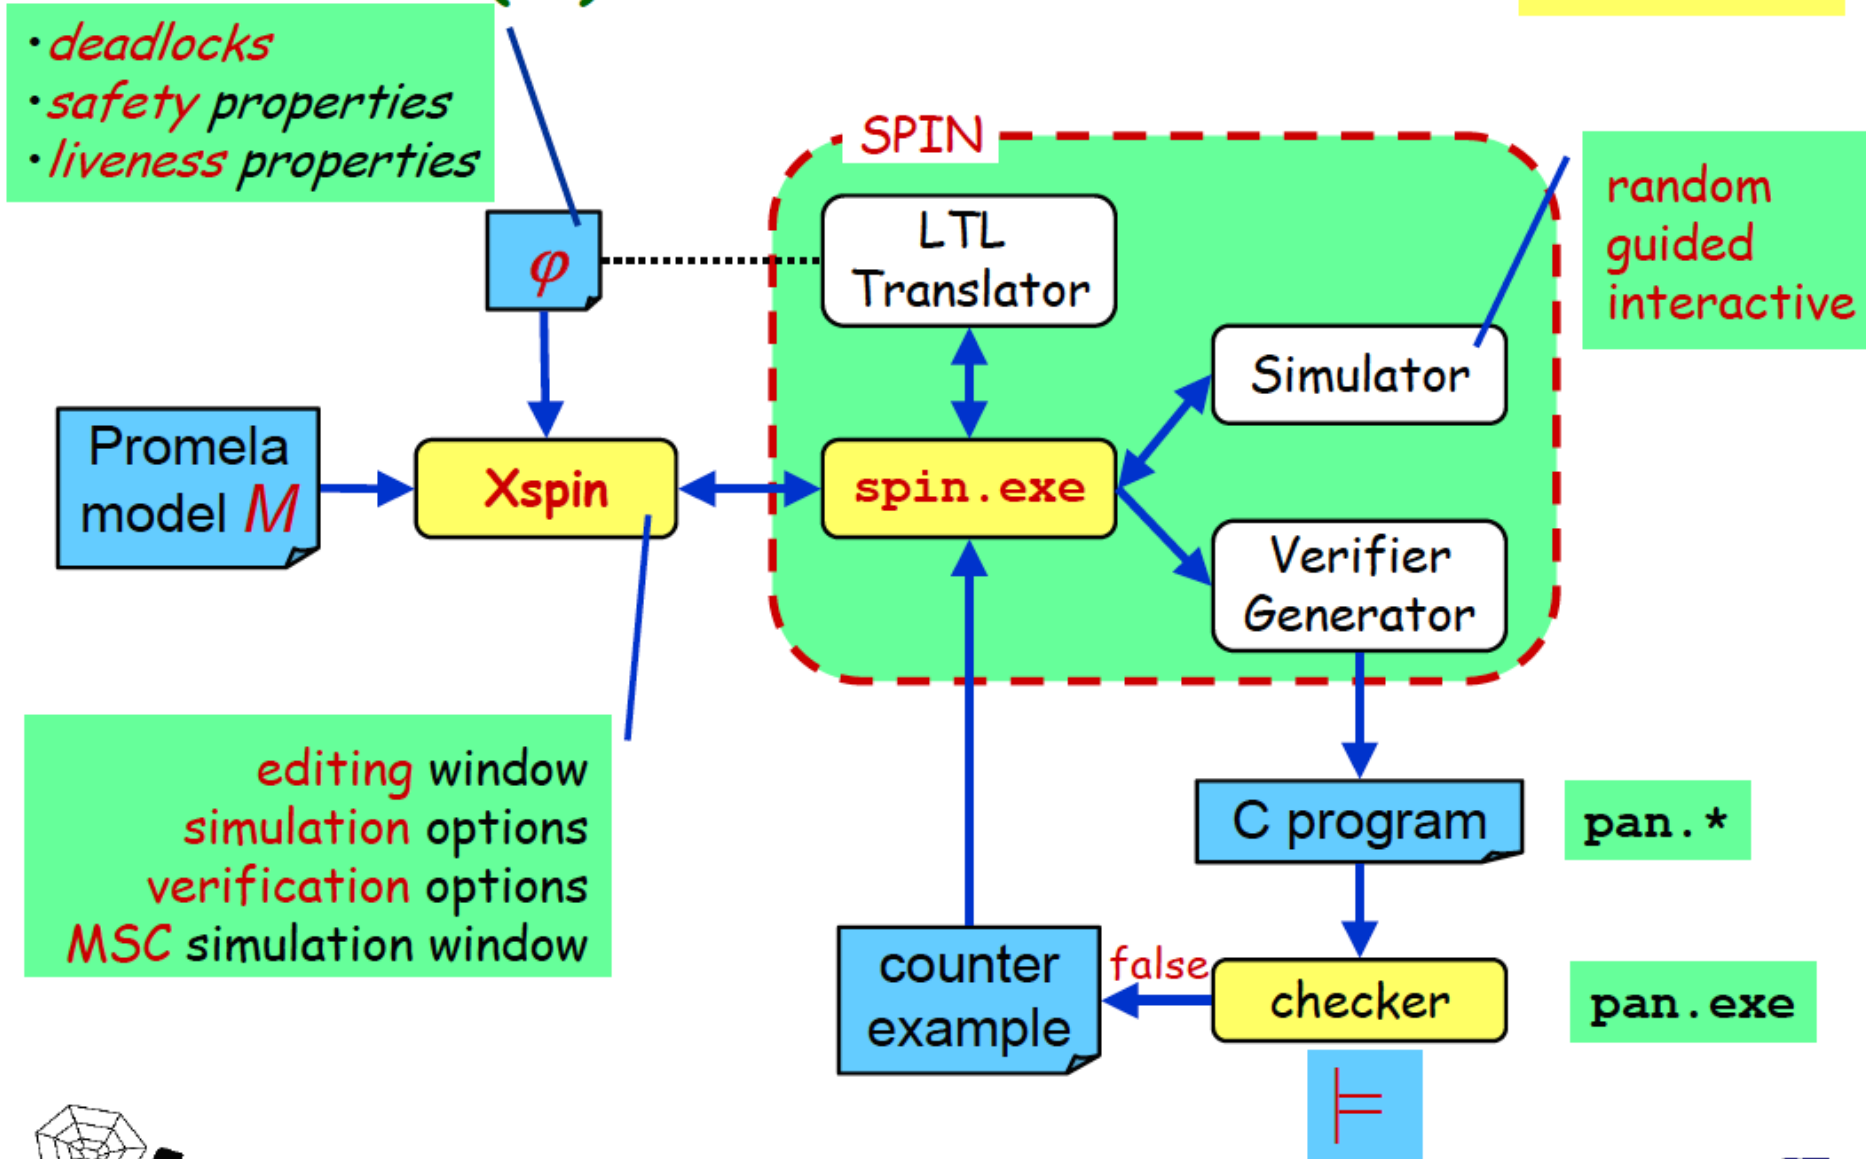 • deadlocks
• safety properties
• liveness properties
SPIN
LTL
Translator
random
guided
interactive
φ
Simulator
Promela
model M
Xspin
spin.exe
Verifier
Generator
editing window
simulation options
verification options
MSC simulation window
C program
pan.*
counter
example
false
checker
pan.exe
⊨